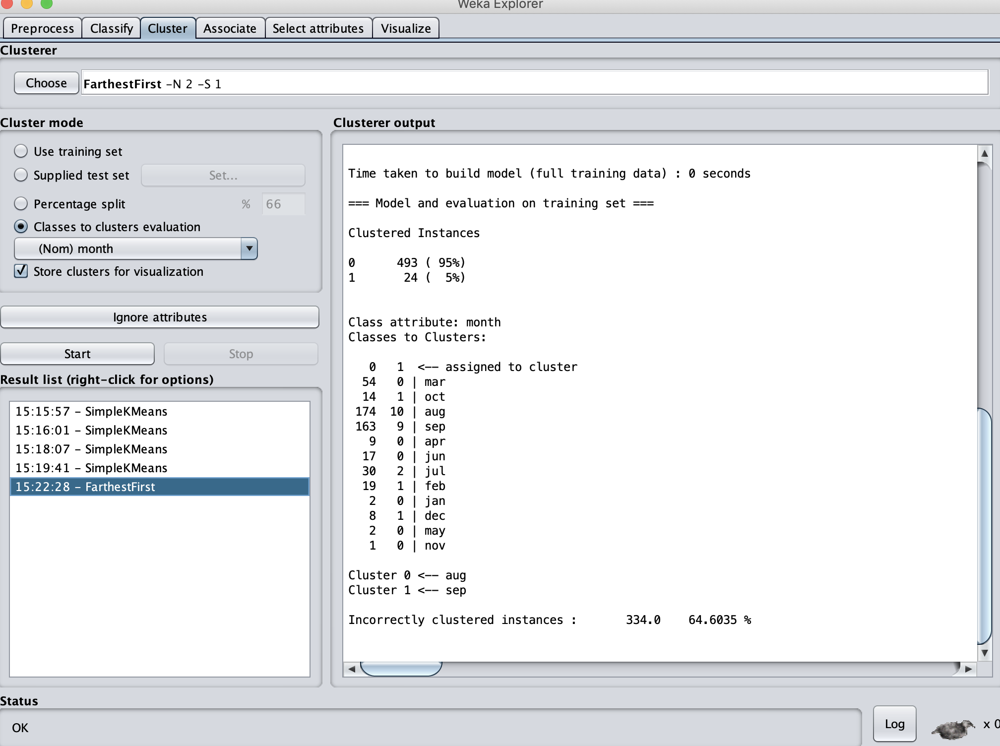 Weka Explorer
Preprocess Classify Cluster Associate Select attributes Visualize
Clusterer
Choose FarthestFirst -N 2 -S 1
Cluster mode
Use training set
Supplied test set Set...
Percentage split % 66
Classes to clusters evaluation
(Nom) month
Store clusters for visualization
Ignore attributes
Start Stop
Result list (right-click for options)
15:15:57 - SimpleKMeans
15:16:01 - SimpleKMeans
15:18:07 - SimpleKMeans
15:19:41 - SimpleKMeans
15:22:28 - FarthestFirst
Clusterer output
Time taken to build model (full training data) : 0 seconds
=== Model and evaluation on training set ===
Clustered Instances
0 493 ( 95%)
1 24 ( 5%)
Class attribute: month
Classes to Clusters:
0 1 <-- assigned to cluster
54 0 | mar
14 1 | oct
174 10 | aug
163 9 | sep
9 0 | apr
17 0 | jun
30 2 | jul
19 1 | feb
2 0 | jan
8 1 | dec
2 0 | may
1 0 | nov
Cluster 0 <-- aug
Cluster 1 <-- sep
Incorrectly clustered instances : 334.0 64.6035 %
Status
OK
Log
x 0